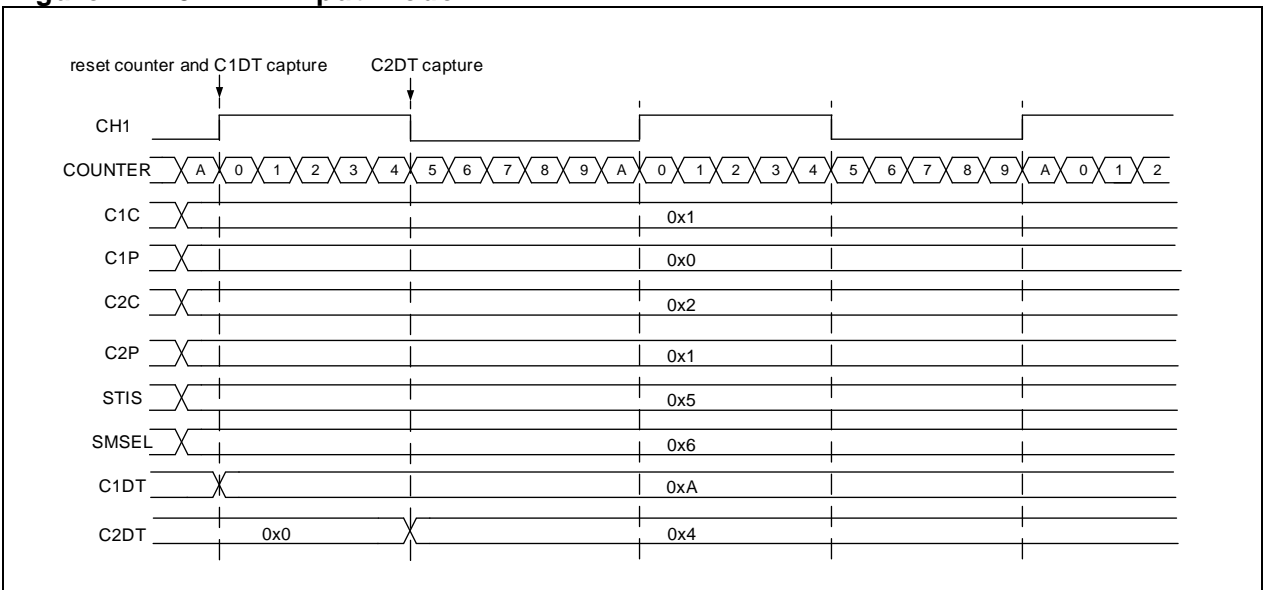 reset counter and C1DT capture C2DT capture
CH1
COUNTER A 0 1 2 3 4 5 6 7 8 9 A 0 1 2 3 4 5 6 7 8 9 A 0 1 2
C1C 0x1
C1P 0x0
C2C 0x2
C2P 0x1
STIS 0x5
SMSEL 0x6
C1DT 0xA
C2DT 0x0 0x4